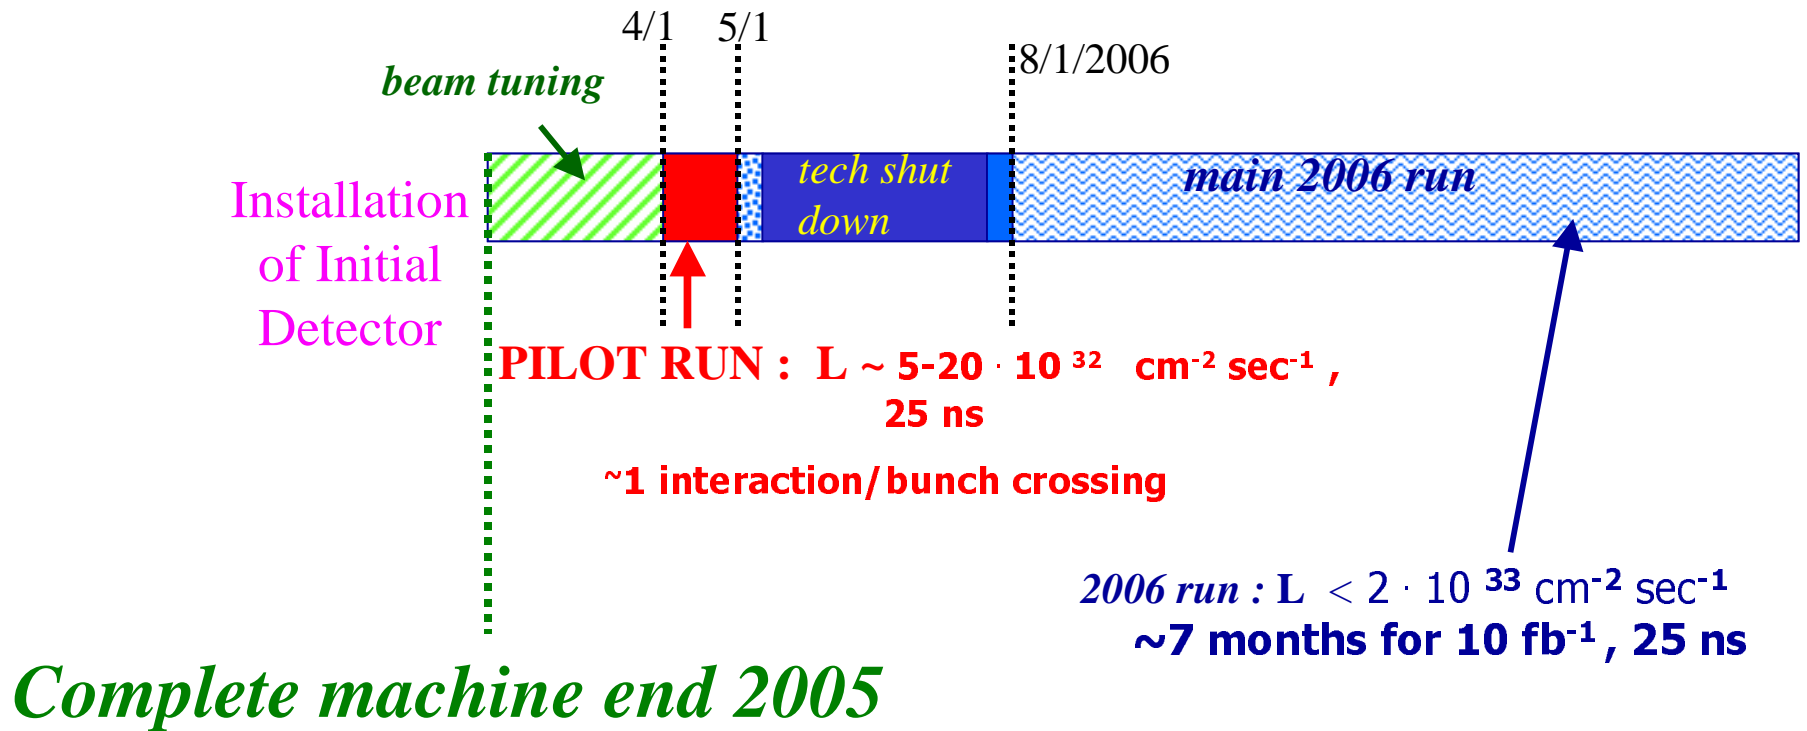 4/1 5/1
8/1/2006
beam tuning
tech shut
down
main 2006 run
Installation
of Initial
Detector
PILOT RUN : L ~ 5-20 · 10 ³² cm⁻² sec⁻¹ ,
25 ns
~1 interaction/bunch crossing
2006 run : L < 2 · 10 ³³ cm⁻² sec⁻¹
~7 months for 10 fb⁻¹ , 25 ns
Complete machine end 2005